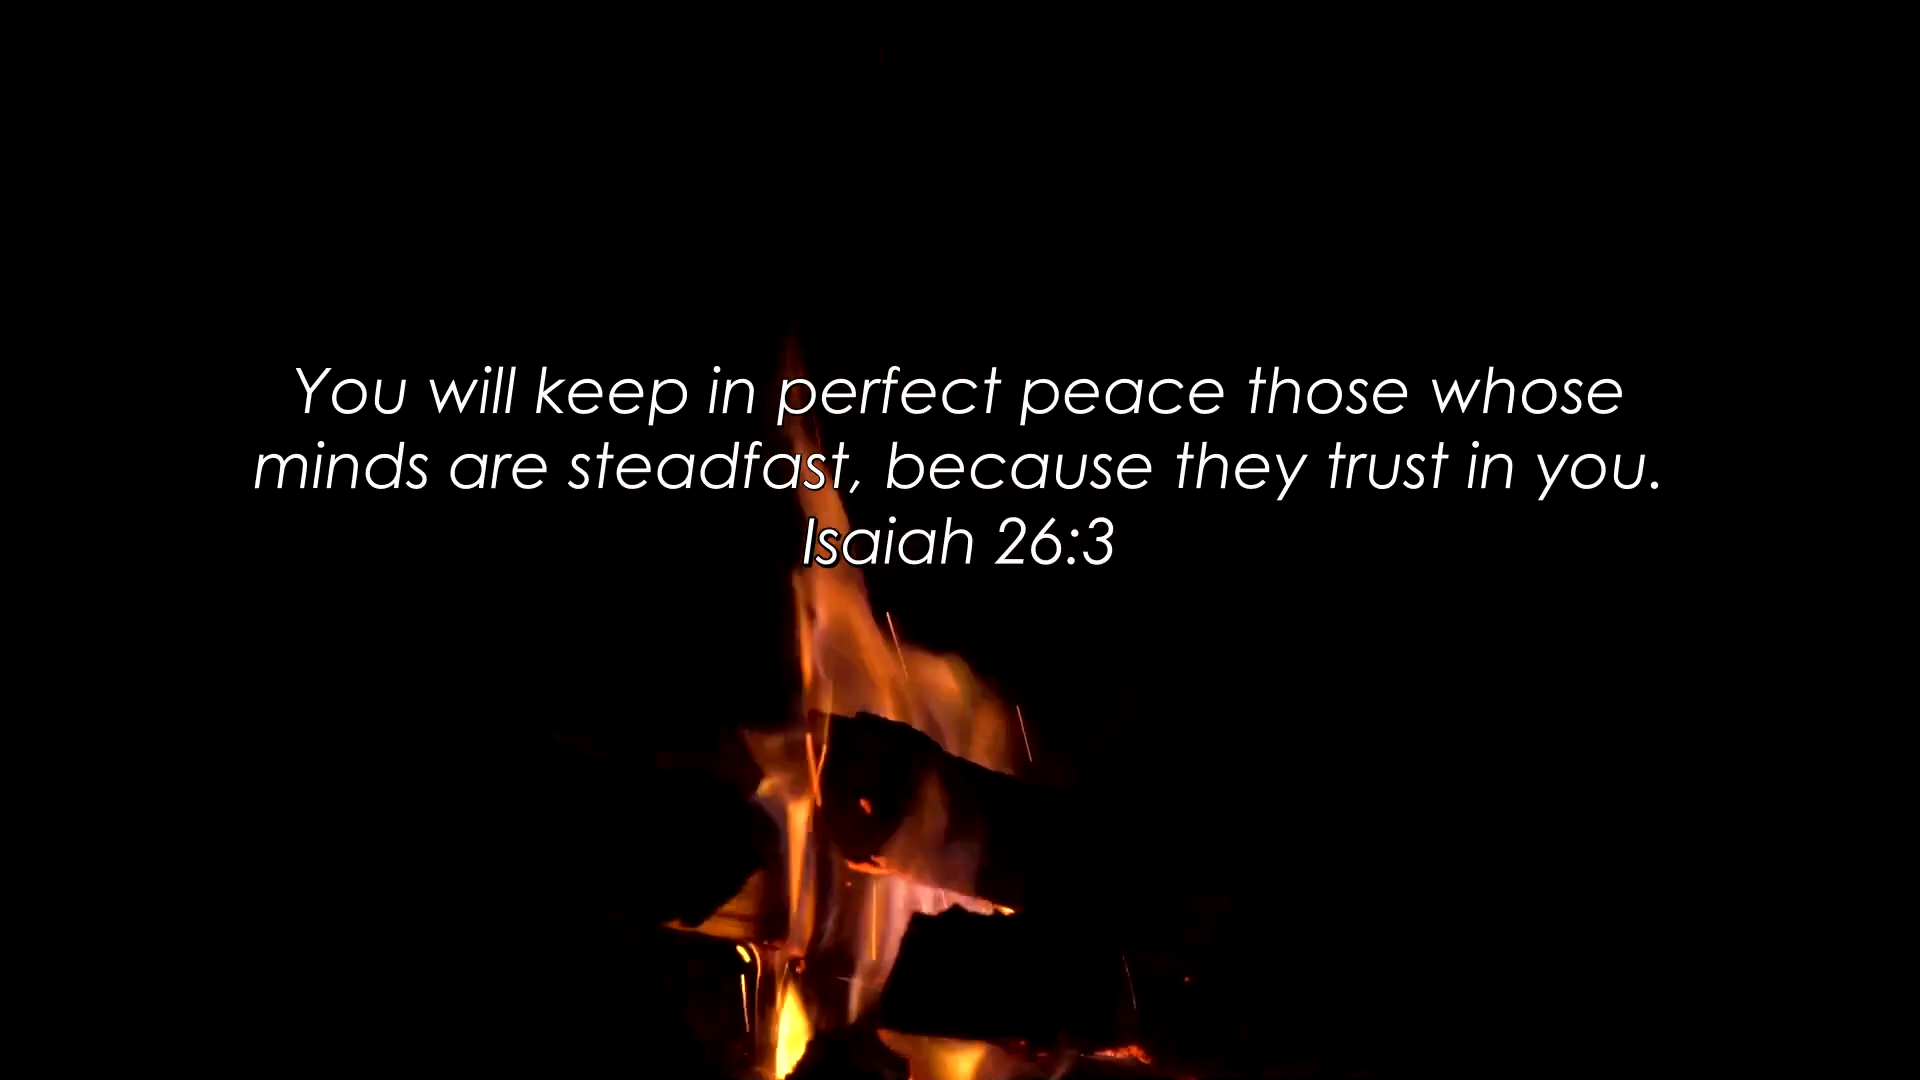 You will keep in perfect peace those whose
minds are steadfast, because they trust in you.
Isaiah 26:3